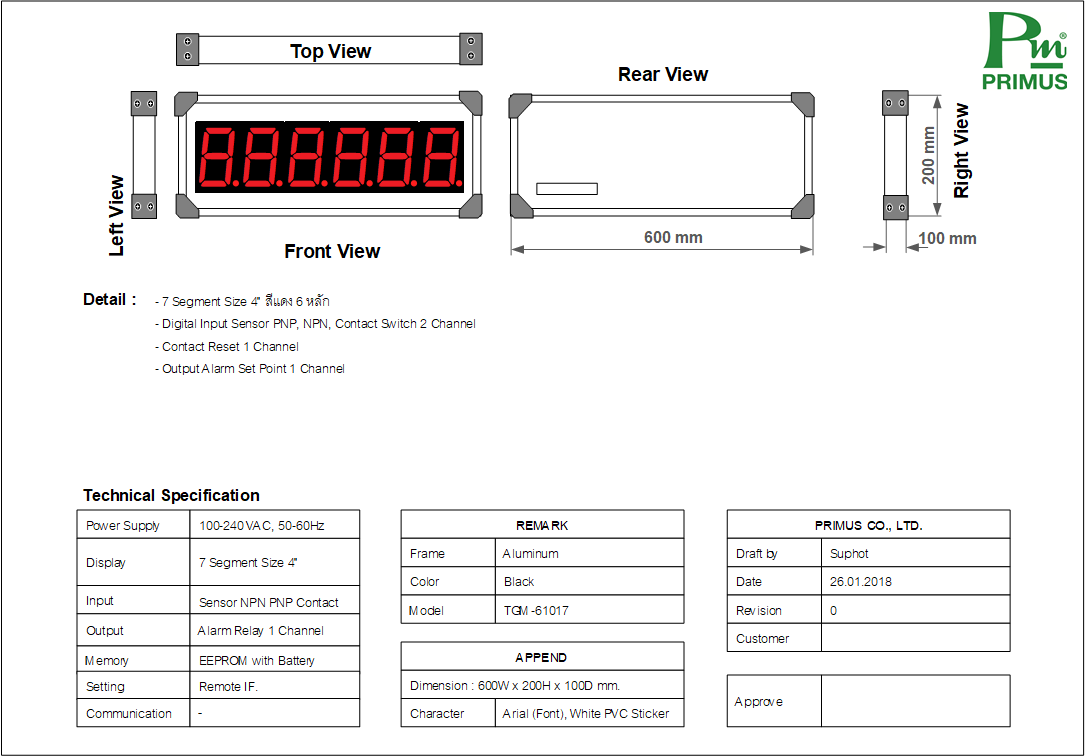 Top View
Rear View
Pm®
PRIMUS
Left View
Front View
600 mm
200 mm
Right View
100 mm
Detail :
- 7 Segment Size 4" สีแดง 6 หลัก
- Digital Input Sensor PNP, NPN, Contact Switch 2 Channel
- Contact Reset 1 Channel
- Output Alarm Set Point 1 Channel
Technical Specification
Power Supply 100-240 VAC, 50-60Hz
Display 7 Segment Size 4"
Input Sensor NPN PNP Contact
Output Alarm Relay 1 Channel
Memory EEPROM with Battery
Setting Remote IF.
Communication -
REMARK
Frame Aluminum
Color Black
Model TGM-61017
APPEND
Dimension : 600W x 200H x 100D mm.
Character Arial (Font), White PVC Sticker
PRIMUS CO., LTD.
Draft by Suphot
Date 26.01.2018
Revision 0
Customer
Approve